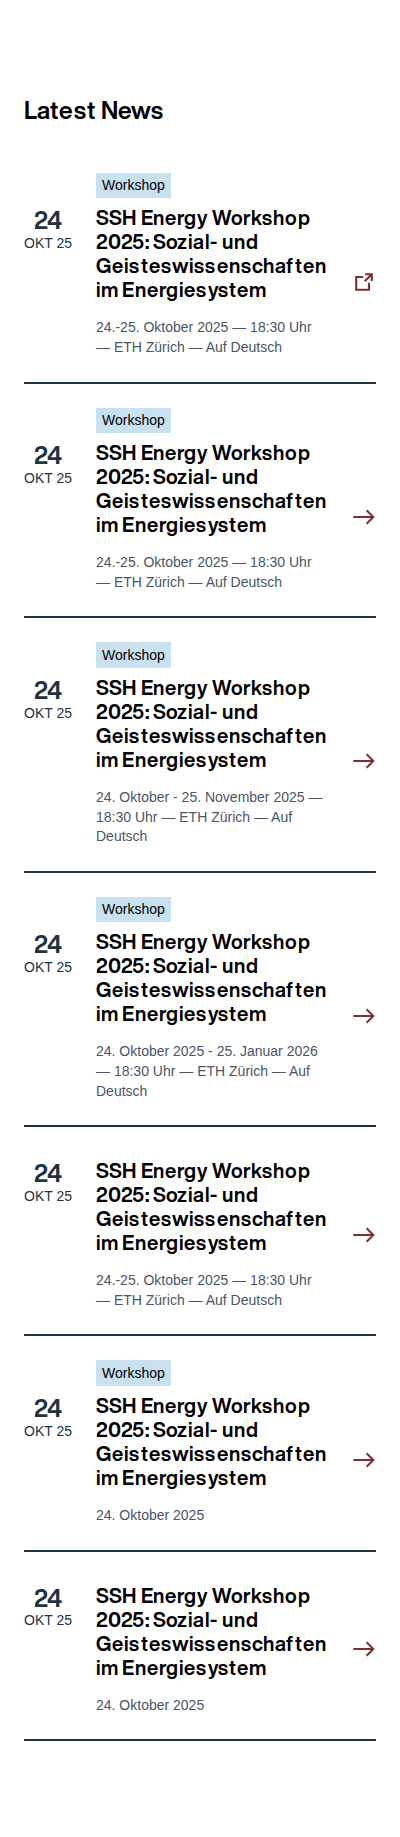 Latest News
Workshop
24
OKT 25
SSH Energy Workshop
2025: Sozial- und
Geisteswissenschaften
im Energiesystem
24.-25. Oktober 2025 — 18:30 Uhr
— ETH Zürich — Auf Deutsch
Workshop
24
OKT 25
SSH Energy Workshop
2025: Sozial- und
Geisteswissenschaften
im Energiesystem
24.-25. Oktober 2025 — 18:30 Uhr
— ETH Zürich — Auf Deutsch
Workshop
24
OKT 25
SSH Energy Workshop
2025: Sozial- und
Geisteswissenschaften
im Energiesystem
24. Oktober - 25. November 2025 —
18:30 Uhr — ETH Zürich — Auf
Deutsch
Workshop
24
OKT 25
SSH Energy Workshop
2025: Sozial- und
Geisteswissenschaften
im Energiesystem
24. Oktober 2025 - 25. Januar 2026
— 18:30 Uhr — ETH Zürich — Auf
Deutsch
24
OKT 25
SSH Energy Workshop
2025: Sozial- und
Geisteswissenschaften
im Energiesystem
24.-25. Oktober 2025 — 18:30 Uhr
— ETH Zürich — Auf Deutsch
Workshop
24
OKT 25
SSH Energy Workshop
2025: Sozial- und
Geisteswissenschaften
im Energiesystem
24. Oktober 2025
24
OKT 25
SSH Energy Workshop
2025: Sozial- und
Geisteswissenschaften
im Energiesystem
24. Oktober 2025